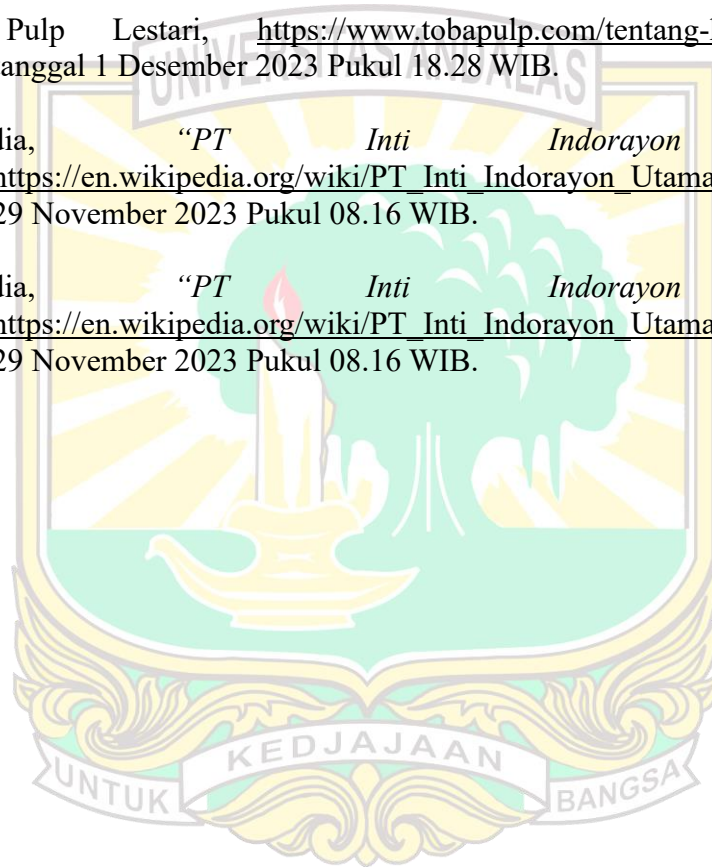 Pulp Lestari, https://www.tobapulp.com/tentang-
anggal 1 Desember 2023 Pukul 18.28 WIB.
UNIVERSITAS ANDALAS
dia, “PT Inti Indorayon
https://en.wikipedia.org/wiki/PT_Inti_Indorayon_Utama
29 November 2023 Pukul 08.16 WIB.
dia, “PT Inti Indorayon
https://en.wikipedia.org/wiki/PT_Inti_Indorayon_Utama
29 November 2023 Pukul 08.16 WIB.
UNTUK KEDJAJAAN BANGSA